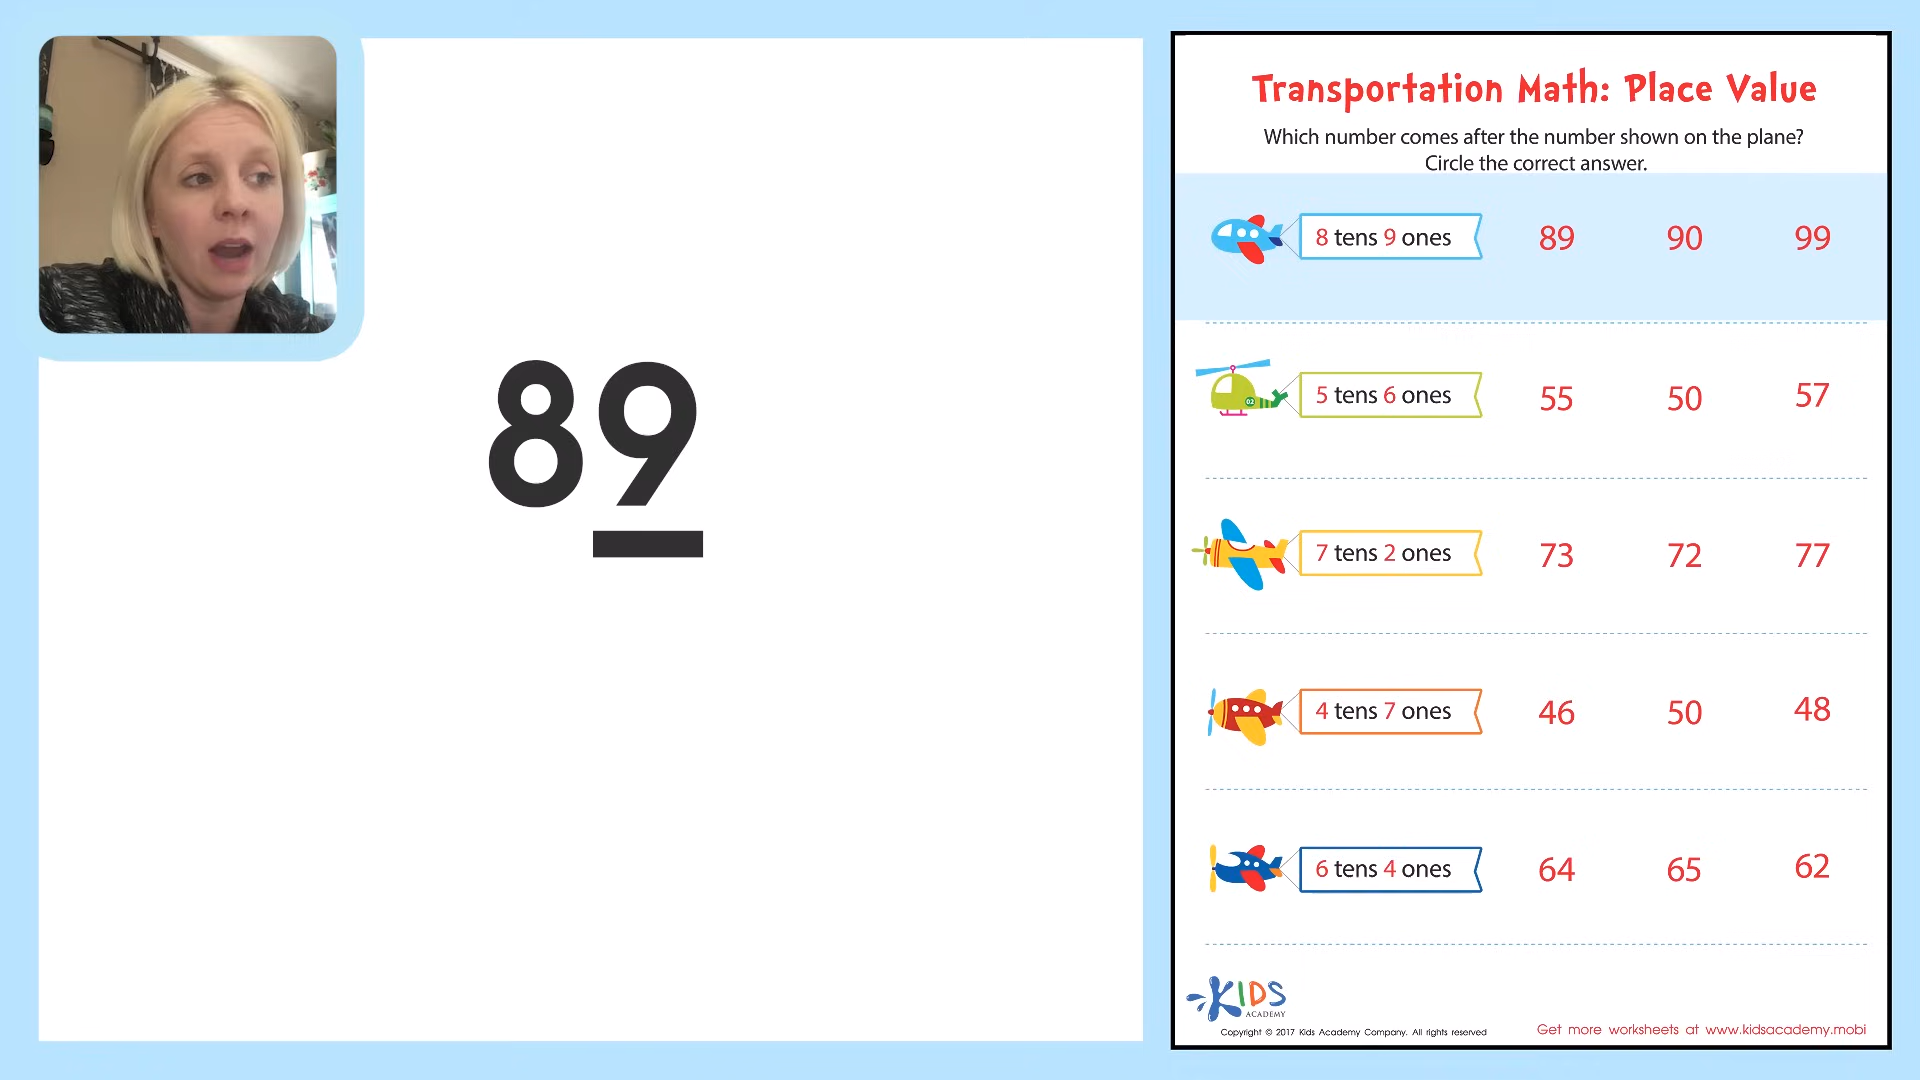 89
Transportation Math: Place Value
Which number comes after the number shown on the plane?
Circle the correct answer.
8 tens 9 ones 89 90 99
02
5 tens 6 ones 55 50 57
7 tens 2 ones 73 72 77
4 tens 7 ones 46 50 48
6 tens 4 ones 64 65 62
KIDS
ACADEMY
Copyright © 2017 Kids Academy Company. All rights reserved
Get more worksheets at www.kidsacademy.mobi